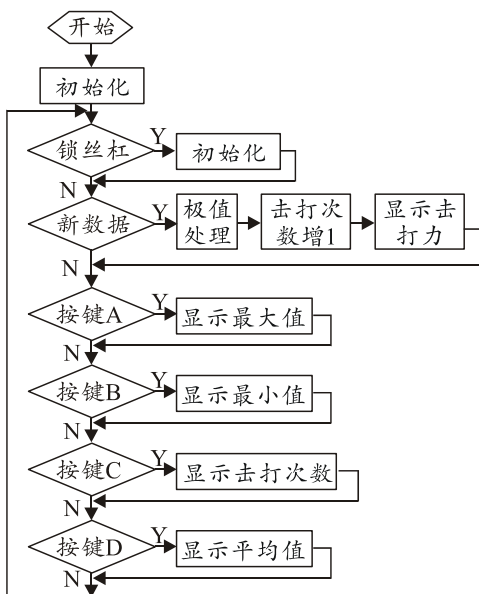 开始
初始化
锁丝杠
Y
初始化
N
新数据
Y
极值
处理
击打次
数增1
显示击
打力
N
按键A
Y
显示最大值
N
按键B
Y
显示最小值
N
按键C
Y
显示击打次数
N
按键D
Y
显示平均值
N